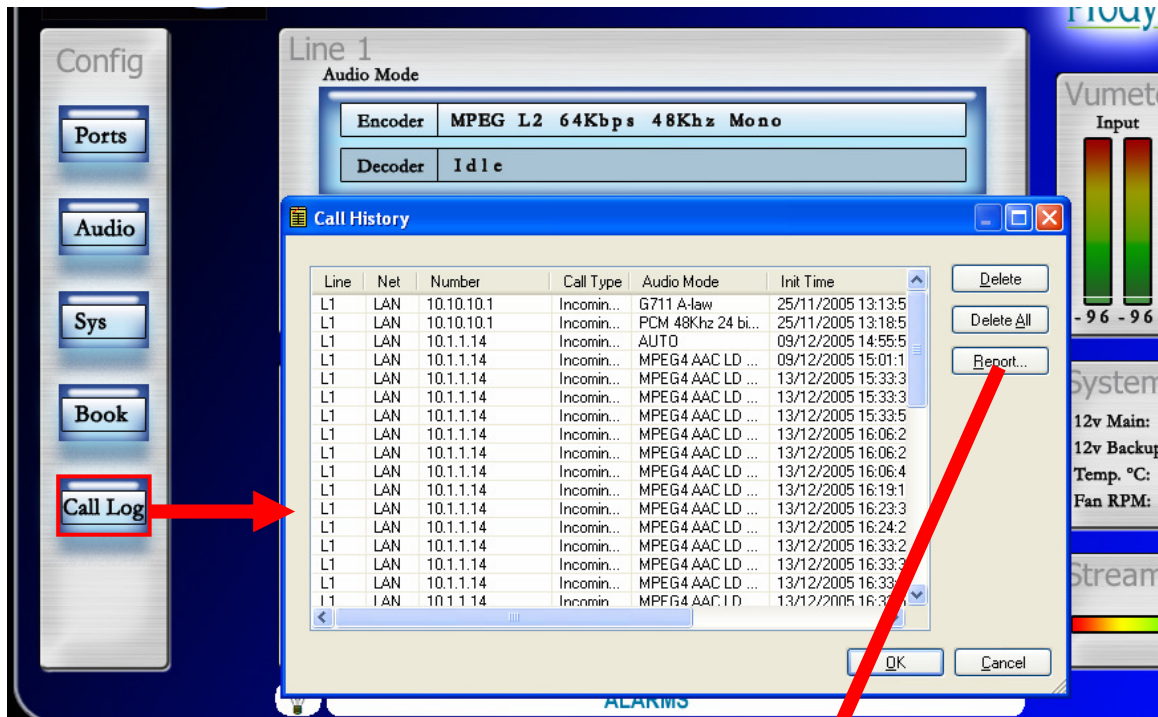 Config
Ports
Audio
Sys
Book
Call Log
Line 1
Audio Mode
Encoder MPEG L2 64Kbps 48Khz Mono
Decoder Idle
Call History
Line Net Number Call Type Audio Mode Init Time
L1 LAN 10.10.10.1 Incomin... G711 A-law 25/11/2005 13:13:5
L1 LAN 10.10.10.1 Incomin... PCM 48Khz 24 bi... 25/11/2005 13:18:5
L1 LAN 10.1.1.14 Incomin... AUTO 09/12/2005 14:55:5
L1 LAN 10.1.1.14 Incomin... MPEG4 AAC LD ... 09/12/2005 15:01:1
L1 LAN 10.1.1.14 Incomin... MPEG4 AAC LD ... 13/12/2005 15:33:3
L1 LAN 10.1.1.14 Incomin... MPEG4 AAC LD ... 13/12/2005 15:33:3
L1 LAN 10.1.1.14 Incomin... MPEG4 AAC LD ... 13/12/2005 15:33:5
L1 LAN 10.1.1.14 Incomin... MPEG4 AAC LD ... 13/12/2005 16:06:2
L1 LAN 10.1.1.14 Incomin... MPEG4 AAC LD ... 13/12/2005 16:06:2
L1 LAN 10.1.1.14 Incomin... MPEG4 AAC LD ... 13/12/2005 16:06:4
L1 LAN 10.1.1.14 Incomin... MPEG4 AAC LD ... 13/12/2005 16:19:1
L1 LAN 10.1.1.14 Incomin... MPEG4 AAC LD ... 13/12/2005 16:23:3
L1 LAN 10.1.1.14 Incomin... MPEG4 AAC LD ... 13/12/2005 16:24:2
L1 LAN 10.1.1.14 Incomin... MPEG4 AAC LD ... 13/12/2005 16:33:2
L1 LAN 10.1.1.14 Incomin... MPEG4 AAC LD ... 13/12/2005 16:33:3
L1 LAN 10.1.1.14 Incomin... MPEG4 AAC LD ... 13/12/2005 16:33:
L1 LAN 10.1.1.14 Incomin MPEG4 AAC LD 13/12/2005
Delete
Delete All
Report...
OK Cancel
ALARMS
Vumet
Input
-96 -96
System
12v Main:
12v Backup
Temp. °C:
Fan RPM:
Stream